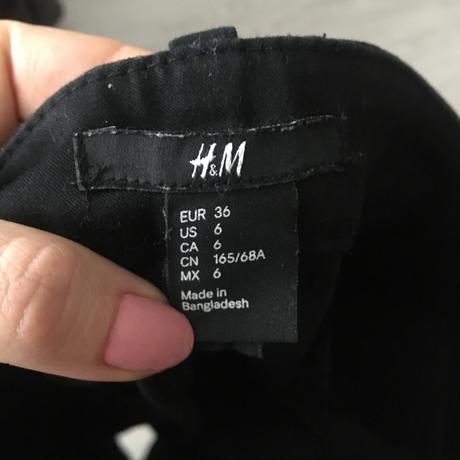 H&M
EUR 36
US 6
CA 6
CN 165/68A
MX 6
Made in
Bangladesh